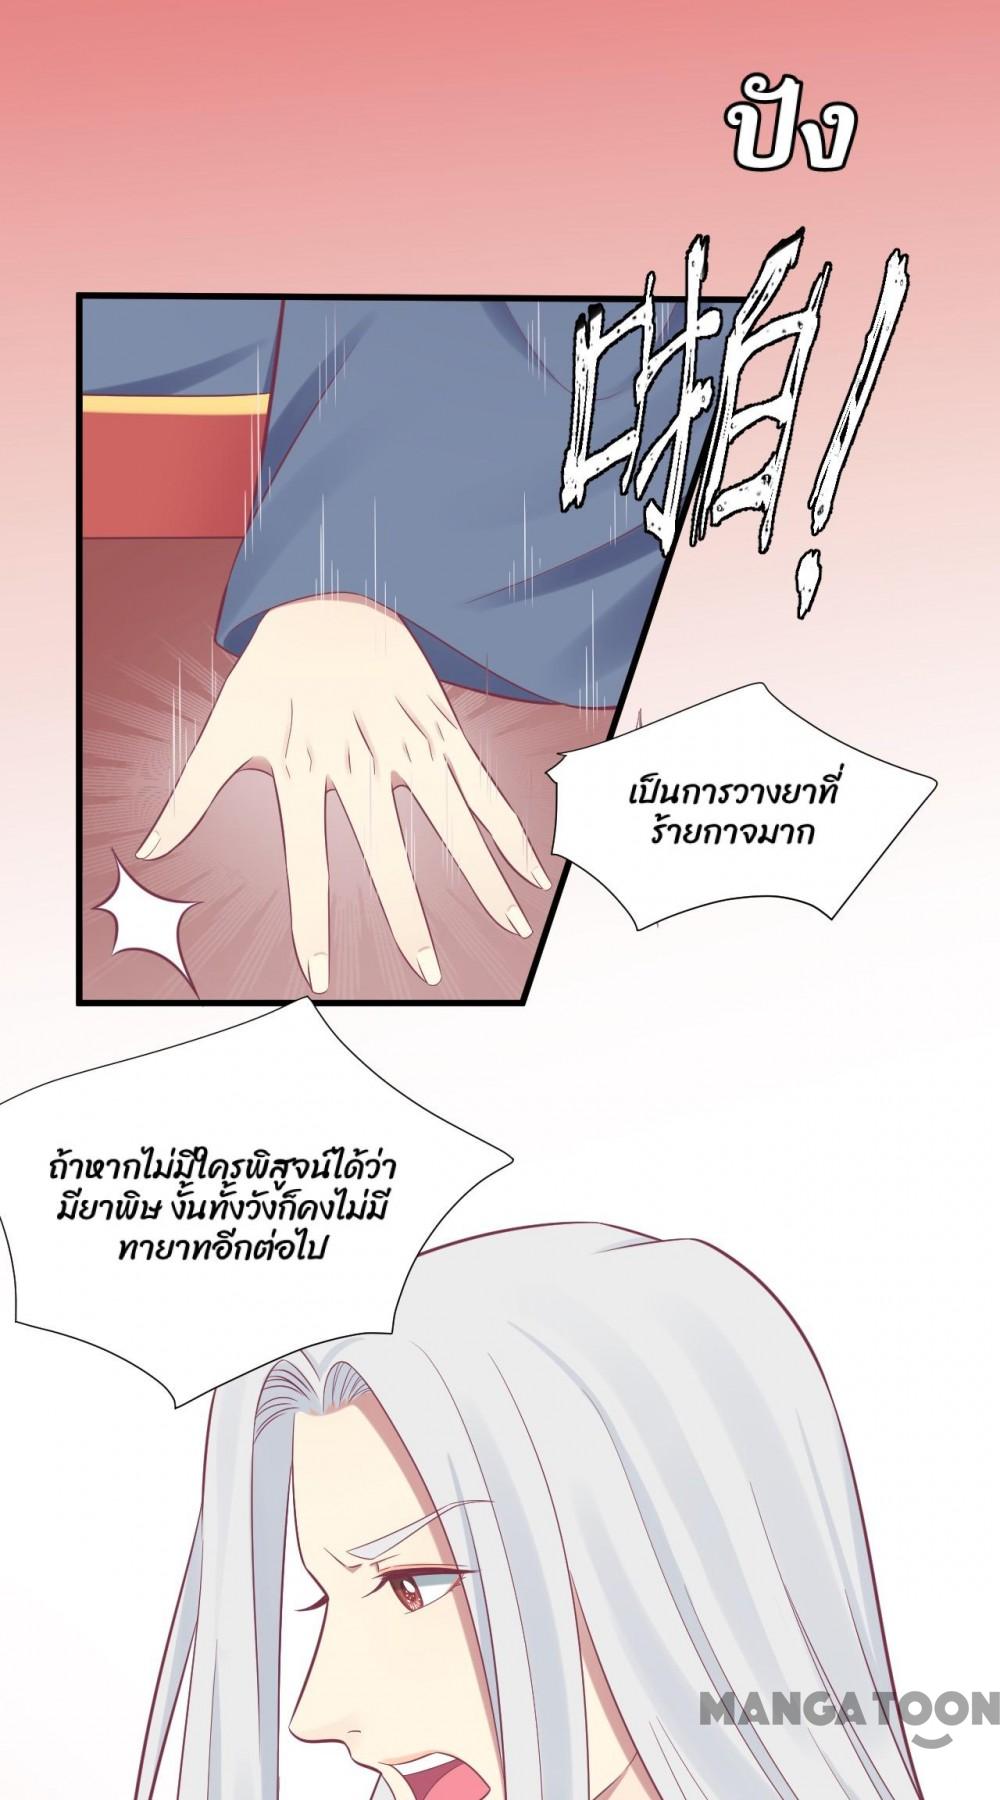 ปัง
啪!
เป็นการวางยาที่
ร้ายกาจมาก
ถ้าหากไม่มีใครพิสูจน์ได้ว่า
มียาพิษ งั้นทั้งวังก็คงไม่มี
ทายาทอีกต่อไป
MANGATOON